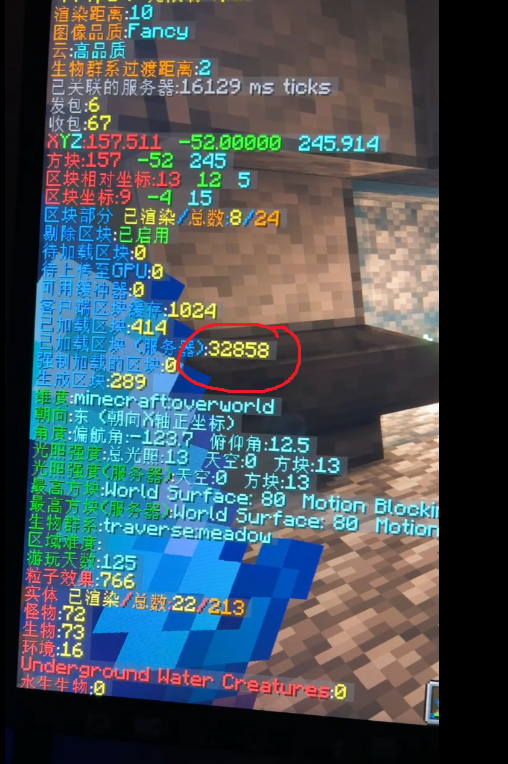 渲染距离:10
图像品质:Fancy
云:高品质
生物群系过渡距离:2
已关联的服务器:16129 ms ticks
发包:6
收包:67
XYZ:157.511 -52.00000 245.914
方块:157 -52 245
区块相对坐标:13 12 5
区块坐标:9 -4 15
区块部分 已渲染/总数:8/24
剔除区块:已启用
待加载区块:0
待上传至GPU:0
可用缓冲器:0
客户端区块缓存:1024
已加载区块:414
已加载区块 (服务器):32858
强制加载的区块:0
生成区块:289
维度:minecraft:overworld
朝向:东 (朝向X轴正坐标)
角度:偏航角:-123.7 俯仰角:12.5
光照强度:总光照:13 天空:0 方块:13
光照强度(服务器):天空:0 方块:13
最高方块:World Surface: 80 Motion
最高方块(服务器):World Surface: 80 Motion
生物群系:traverse:meadow
区域难度:
游玩天数:125
粒子效果:766
实体 已渲染/总数:22/213
怪物:72
生物:73
环境:16
Underground Water Creatures:0
水生生物:0